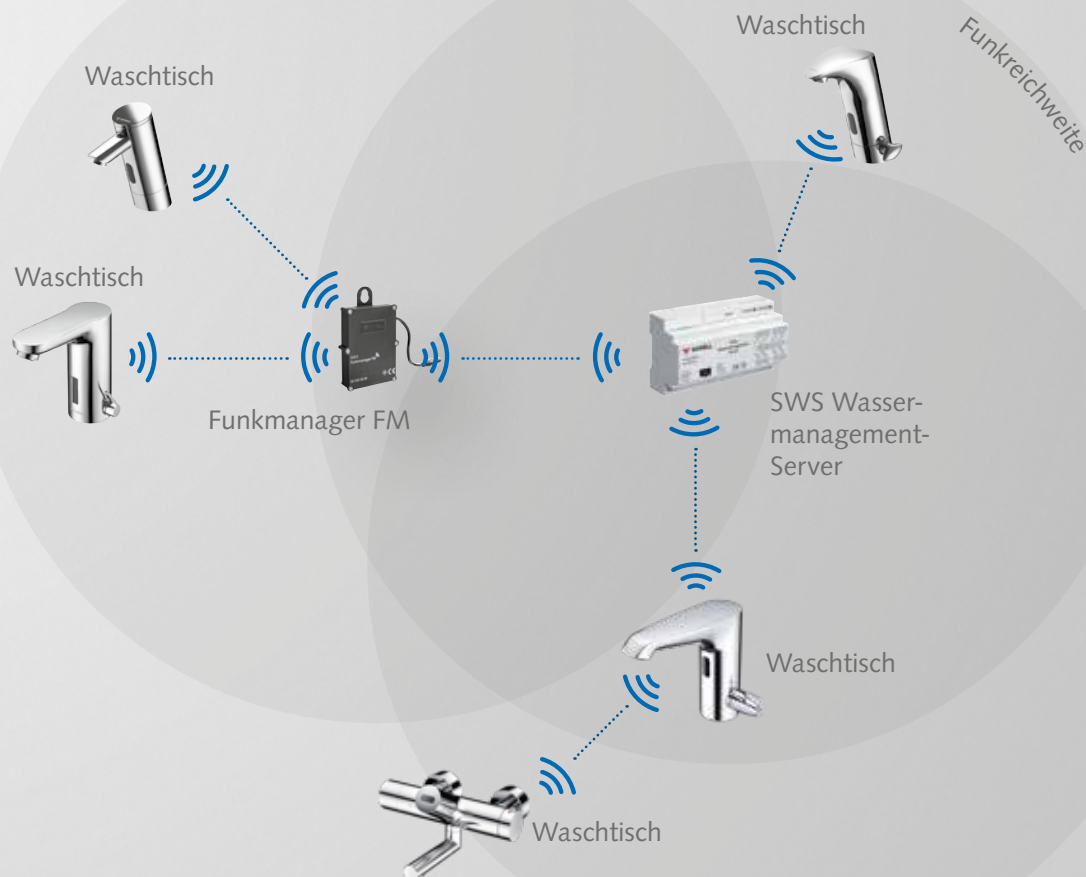 Waschtisch
Funkreichweite
Waschtisch
Waschtisch
Funkmanager FM
SWS Wasser-
management-
Server
Waschtisch
Waschtisch